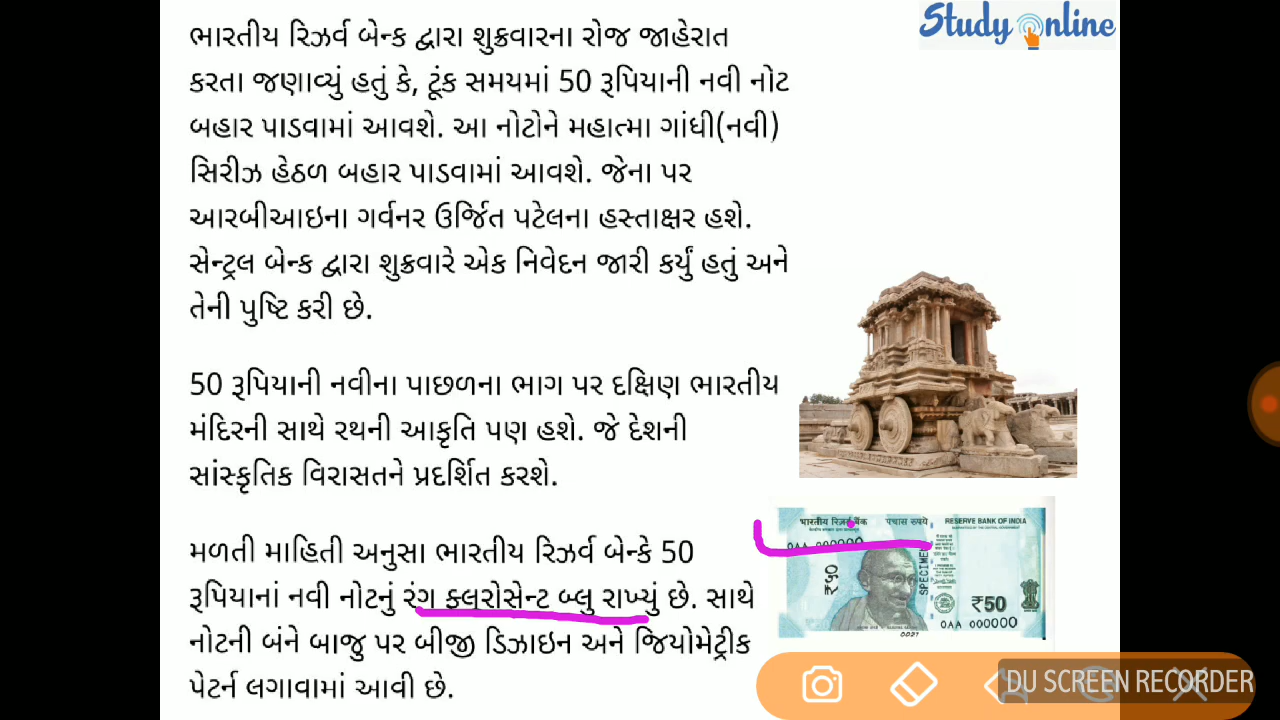 Study Online
ભારતીય રિઝર્વ બેન્ક દ્વારા શુક્રવારના રોજ જાહેરાત
કરતા જણાવ્યું હતું કે, ટૂંક સમયમાં 50 રૂપિયાની નવી નોટ
બહાર પાડવામાં આવશે. આ નોટોને મહાત્મા ગાંધી(નવી)
સિરીઝ હેઠળ બહાર પાડવામાં આવશે. જેના પર
આરબીઆઇના ગર્વનર ઉર્જિત પટેલના હસ્તાક્ષર હશે.
સેન્ટ્રલ બેન્ક દ્વારા શુક્રવારે એક નિવેદન જારી કર્યું હતું અને
તેની પુષ્ટિ કરી છે.
50 રૂપિયાની નવીના પાછળના ભાગ પર દક્ષિણ ભારતીય
મંદિરની સાથે રથની આકૃતિ પણ હશે. જે દેશની
સાંસ્કૃતિક વિરાસતને પ્રદર્શિત કરશે.
મળતી માહિતી અનુસા ભારતીય રિઝર્વ બેન્કે 50
રૂપિયાનાં નવી નોટનું રંગ ફ્લૂરોસેન્ટ બ્લુ રાખ્યું છે. સાથે
નોટની બંને બાજુ પર બીજી ડિઝાઇન અને જિયોમેટ્રીક
પેટર્ન લગાવામાં આવી છે.
भारतीय रिज़र्व बैंक पचास रुपये RESERVE BANK OF INDIA
0AA 000000
₹५०
SPECIMEN
₹50
0AA 000000
DU SCREEN RECORDER